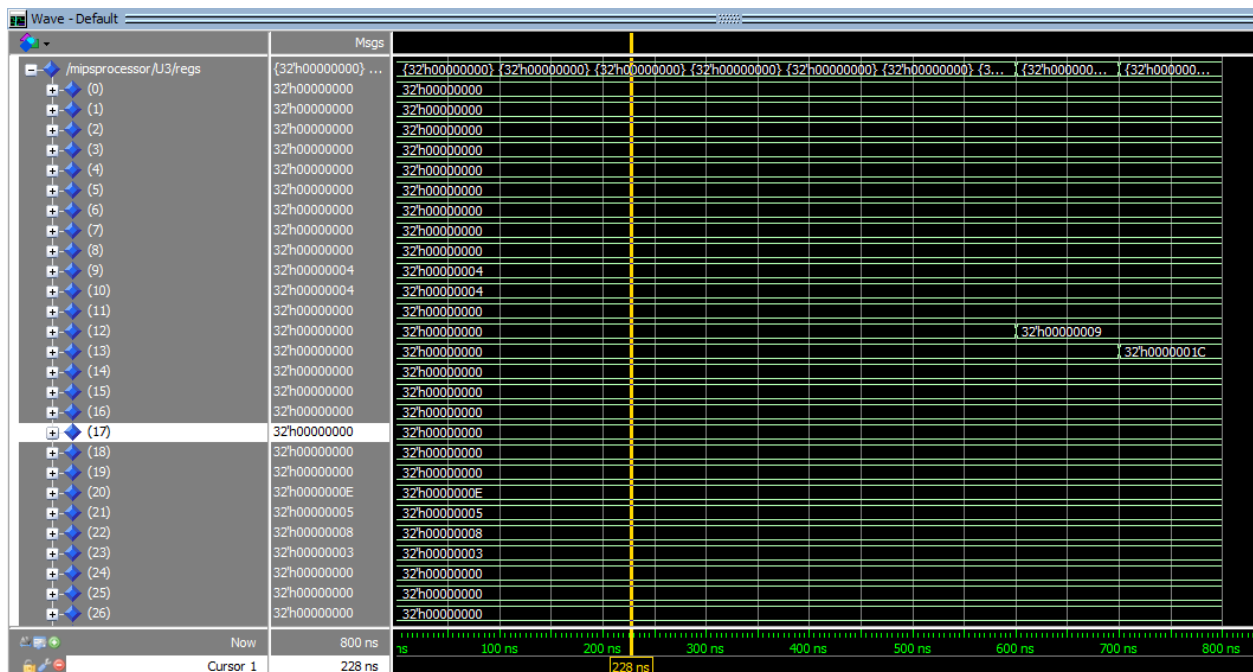 Wave - Default
Msgs
/mipsprocessor/U3/regs {32'h00000000} ... {32'h00000000} {32'h00000000} {32'h00000000} {32'h00000000} {32'h00000000} {32'h00000000} {3... {32'h000000... {32'h000000...
(0) 32'h00000000 32'h00000000
(1) 32'h00000000 32'h00000000
(2) 32'h00000000 32'h00000000
(3) 32'h00000000 32'h00000000
(4) 32'h00000000 32'h00000000
(5) 32'h00000000 32'h00000000
(6) 32'h00000000 32'h00000000
(7) 32'h00000000 32'h00000000
(8) 32'h00000000 32'h00000000
(9) 32'h00000004 32'h00000004
(10) 32'h00000004 32'h00000004
(11) 32'h00000000 32'h00000000
(12) 32'h00000000 32'h00000000 32'h00000009
(13) 32'h00000000 32'h00000000 32'h0000001C
(14) 32'h00000000 32'h00000000
(15) 32'h00000000 32'h00000000
(16) 32'h00000000 32'h00000000
(17) 32'h00000000 32'h00000000
(18) 32'h00000000 32'h00000000
(19) 32'h00000000 32'h00000000
(20) 32'h0000000E 32'h0000000E
(21) 32'h00000005 32'h00000005
(22) 32'h00000008 32'h00000008
(23) 32'h00000003 32'h00000003
(24) 32'h00000000 32'h00000000
(25) 32'h00000000 32'h00000000
(26) 32'h00000000 32'h00000000
Now 800 ns ns 100 ns 200 ns 300 ns 400 ns 500 ns 600 ns 700 ns 800 ns
Cursor 1 228 ns 228 ns